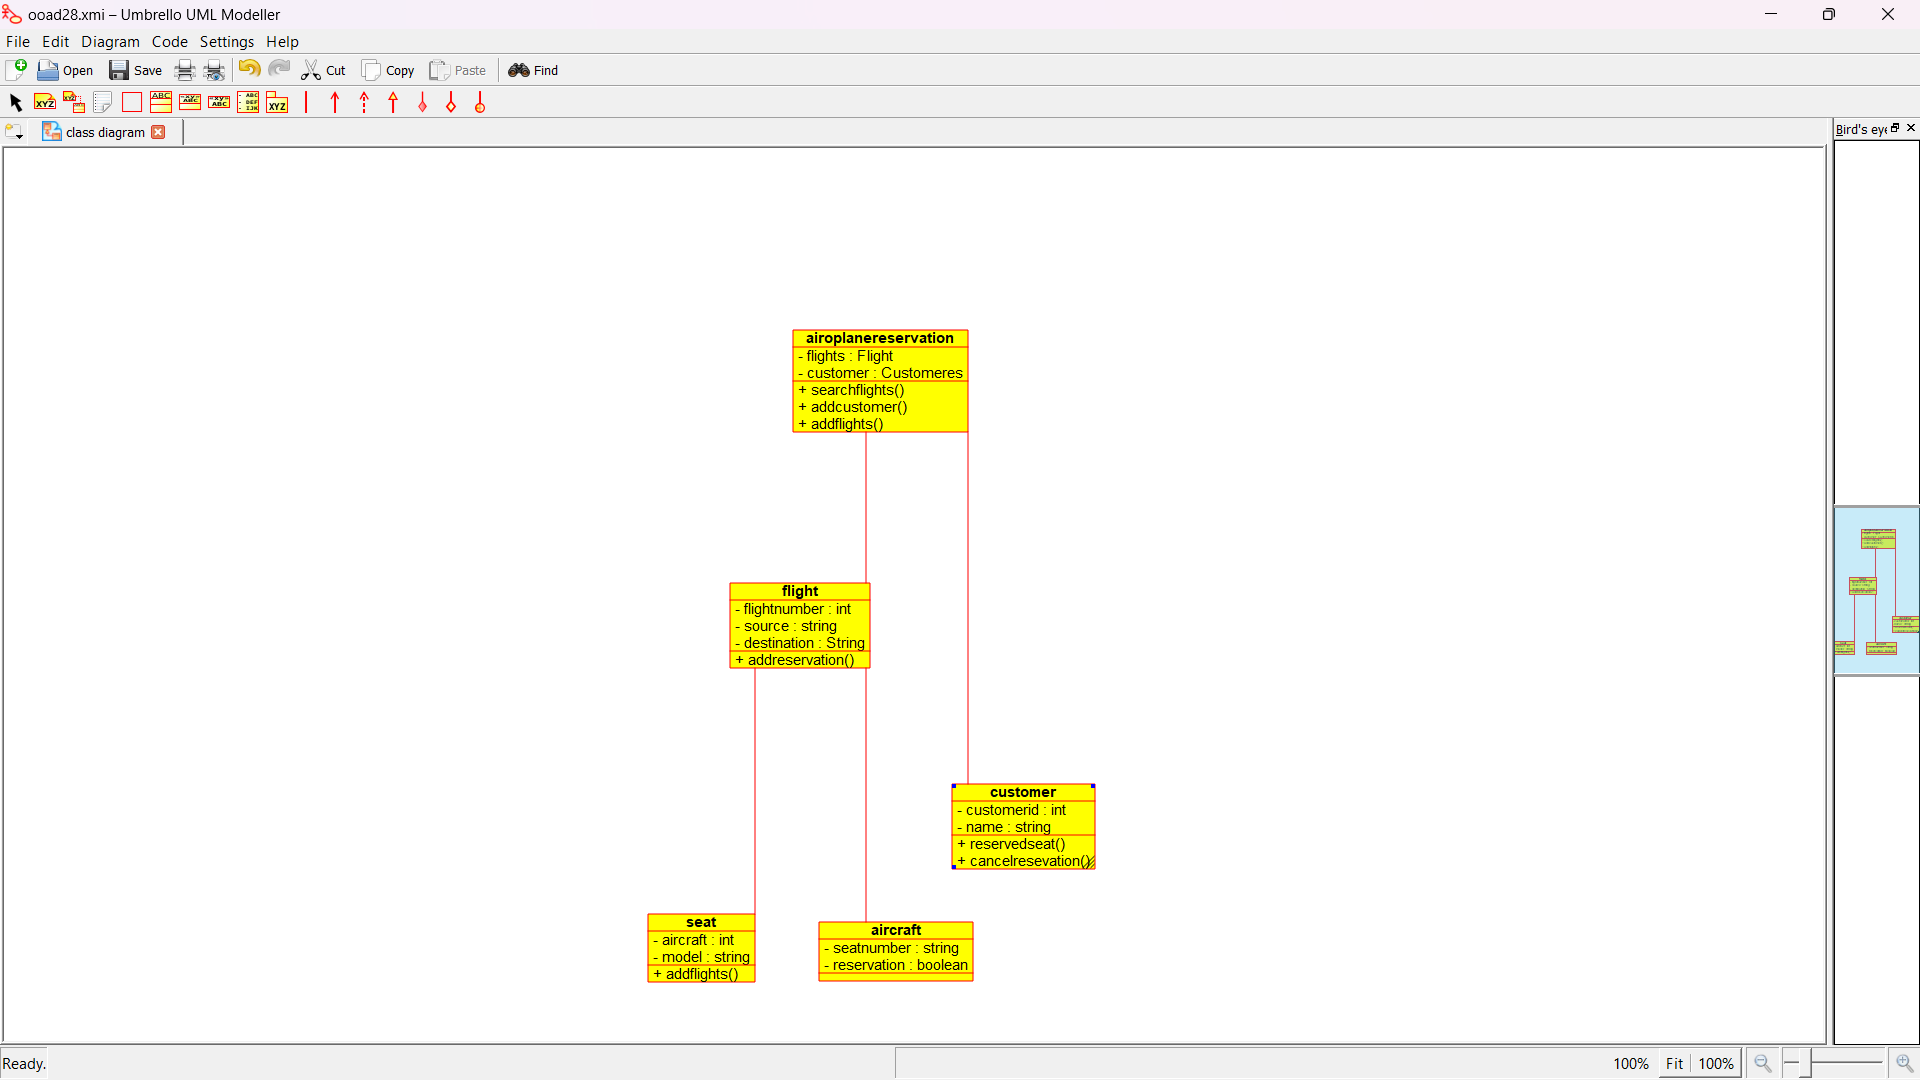 ooad28.xmi – Umbrello UML Modeller
File Edit Diagram Code Settings Help
Open Save Cut Copy Paste Find
class diagram
Bird's eye
airoplanereservation
- flights : Flight
- customer : Customeres
+ searchflights()
+ addcustomer()
+ addflights()
flight
- flightnumber : int
- source : string
- destination : String
+ addreservation()
customer
- customerid : int
- name : string
+ reservedseat()
+ cancelresevation()
seat
- aircraft : int
- model : string
+ addflights()
aircraft
- seatnumber : string
- reservation : boolean
Ready.
100% Fit 100%